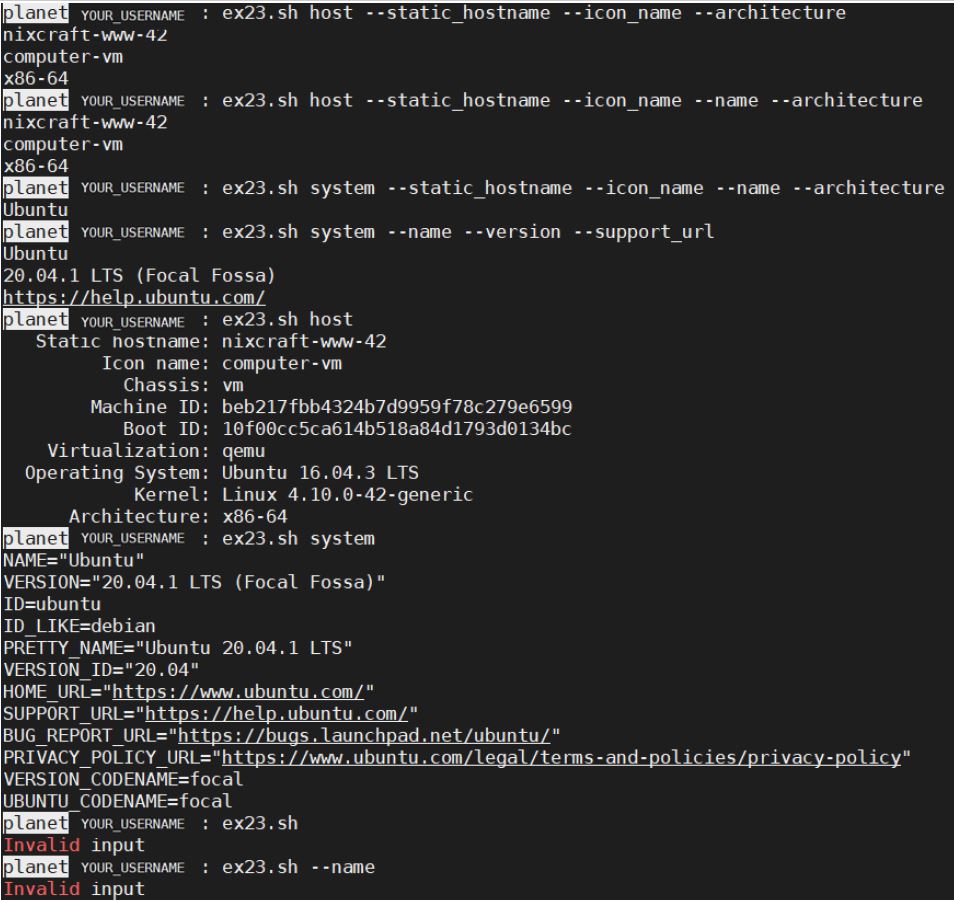 planet YOUR_USERNAME : ex23.sh host --static_hostname --icon_name --architecture
nixcraft-www-42
computer-vm
x86-64
planet YOUR_USERNAME : ex23.sh host --static_hostname --icon_name --name --architecture
nixcraft-www-42
computer-vm
x86-64
planet YOUR_USERNAME : ex23.sh system --static_hostname --icon_name --name --architecture
Ubuntu
planet YOUR_USERNAME : ex23.sh system --name --version --support_url
Ubuntu
20.04.1 LTS (Focal Fossa)
https://help.ubuntu.com/
planet YOUR_USERNAME : ex23.sh host
Static hostname: nixcraft-www-42
Icon name: computer-vm
Chassis: vm
Machine ID: beb217fbb4324b7d9959f78c279e6599
Boot ID: 10f00cc5ca614b518a84d1793d0134bc
Virtualization: qemu
Operating System: Ubuntu 16.04.3 LTS
Kernel: Linux 4.10.0-42-generic
Architecture: x86-64
planet YOUR_USERNAME : ex23.sh system
NAME="Ubuntu"
VERSION="20.04.1 LTS (Focal Fossa)"
ID=ubuntu
ID_LIKE=debian
PRETTY_NAME="Ubuntu 20.04.1 LTS"
VERSION_ID="20.04"
HOME_URL="https://www.ubuntu.com/"
SUPPORT_URL="https://help.ubuntu.com/"
BUG_REPORT_URL="https://bugs.launchpad.net/ubuntu/"
PRIVACY_POLICY_URL="https://www.ubuntu.com/legal/terms-and-policies/privacy-policy"
VERSION_CODENAME=focal
UBUNTU_CODENAME=focal
planet YOUR_USERNAME : ex23.sh
Invalid input
planet YOUR_USERNAME : ex23.sh --name
Invalid input